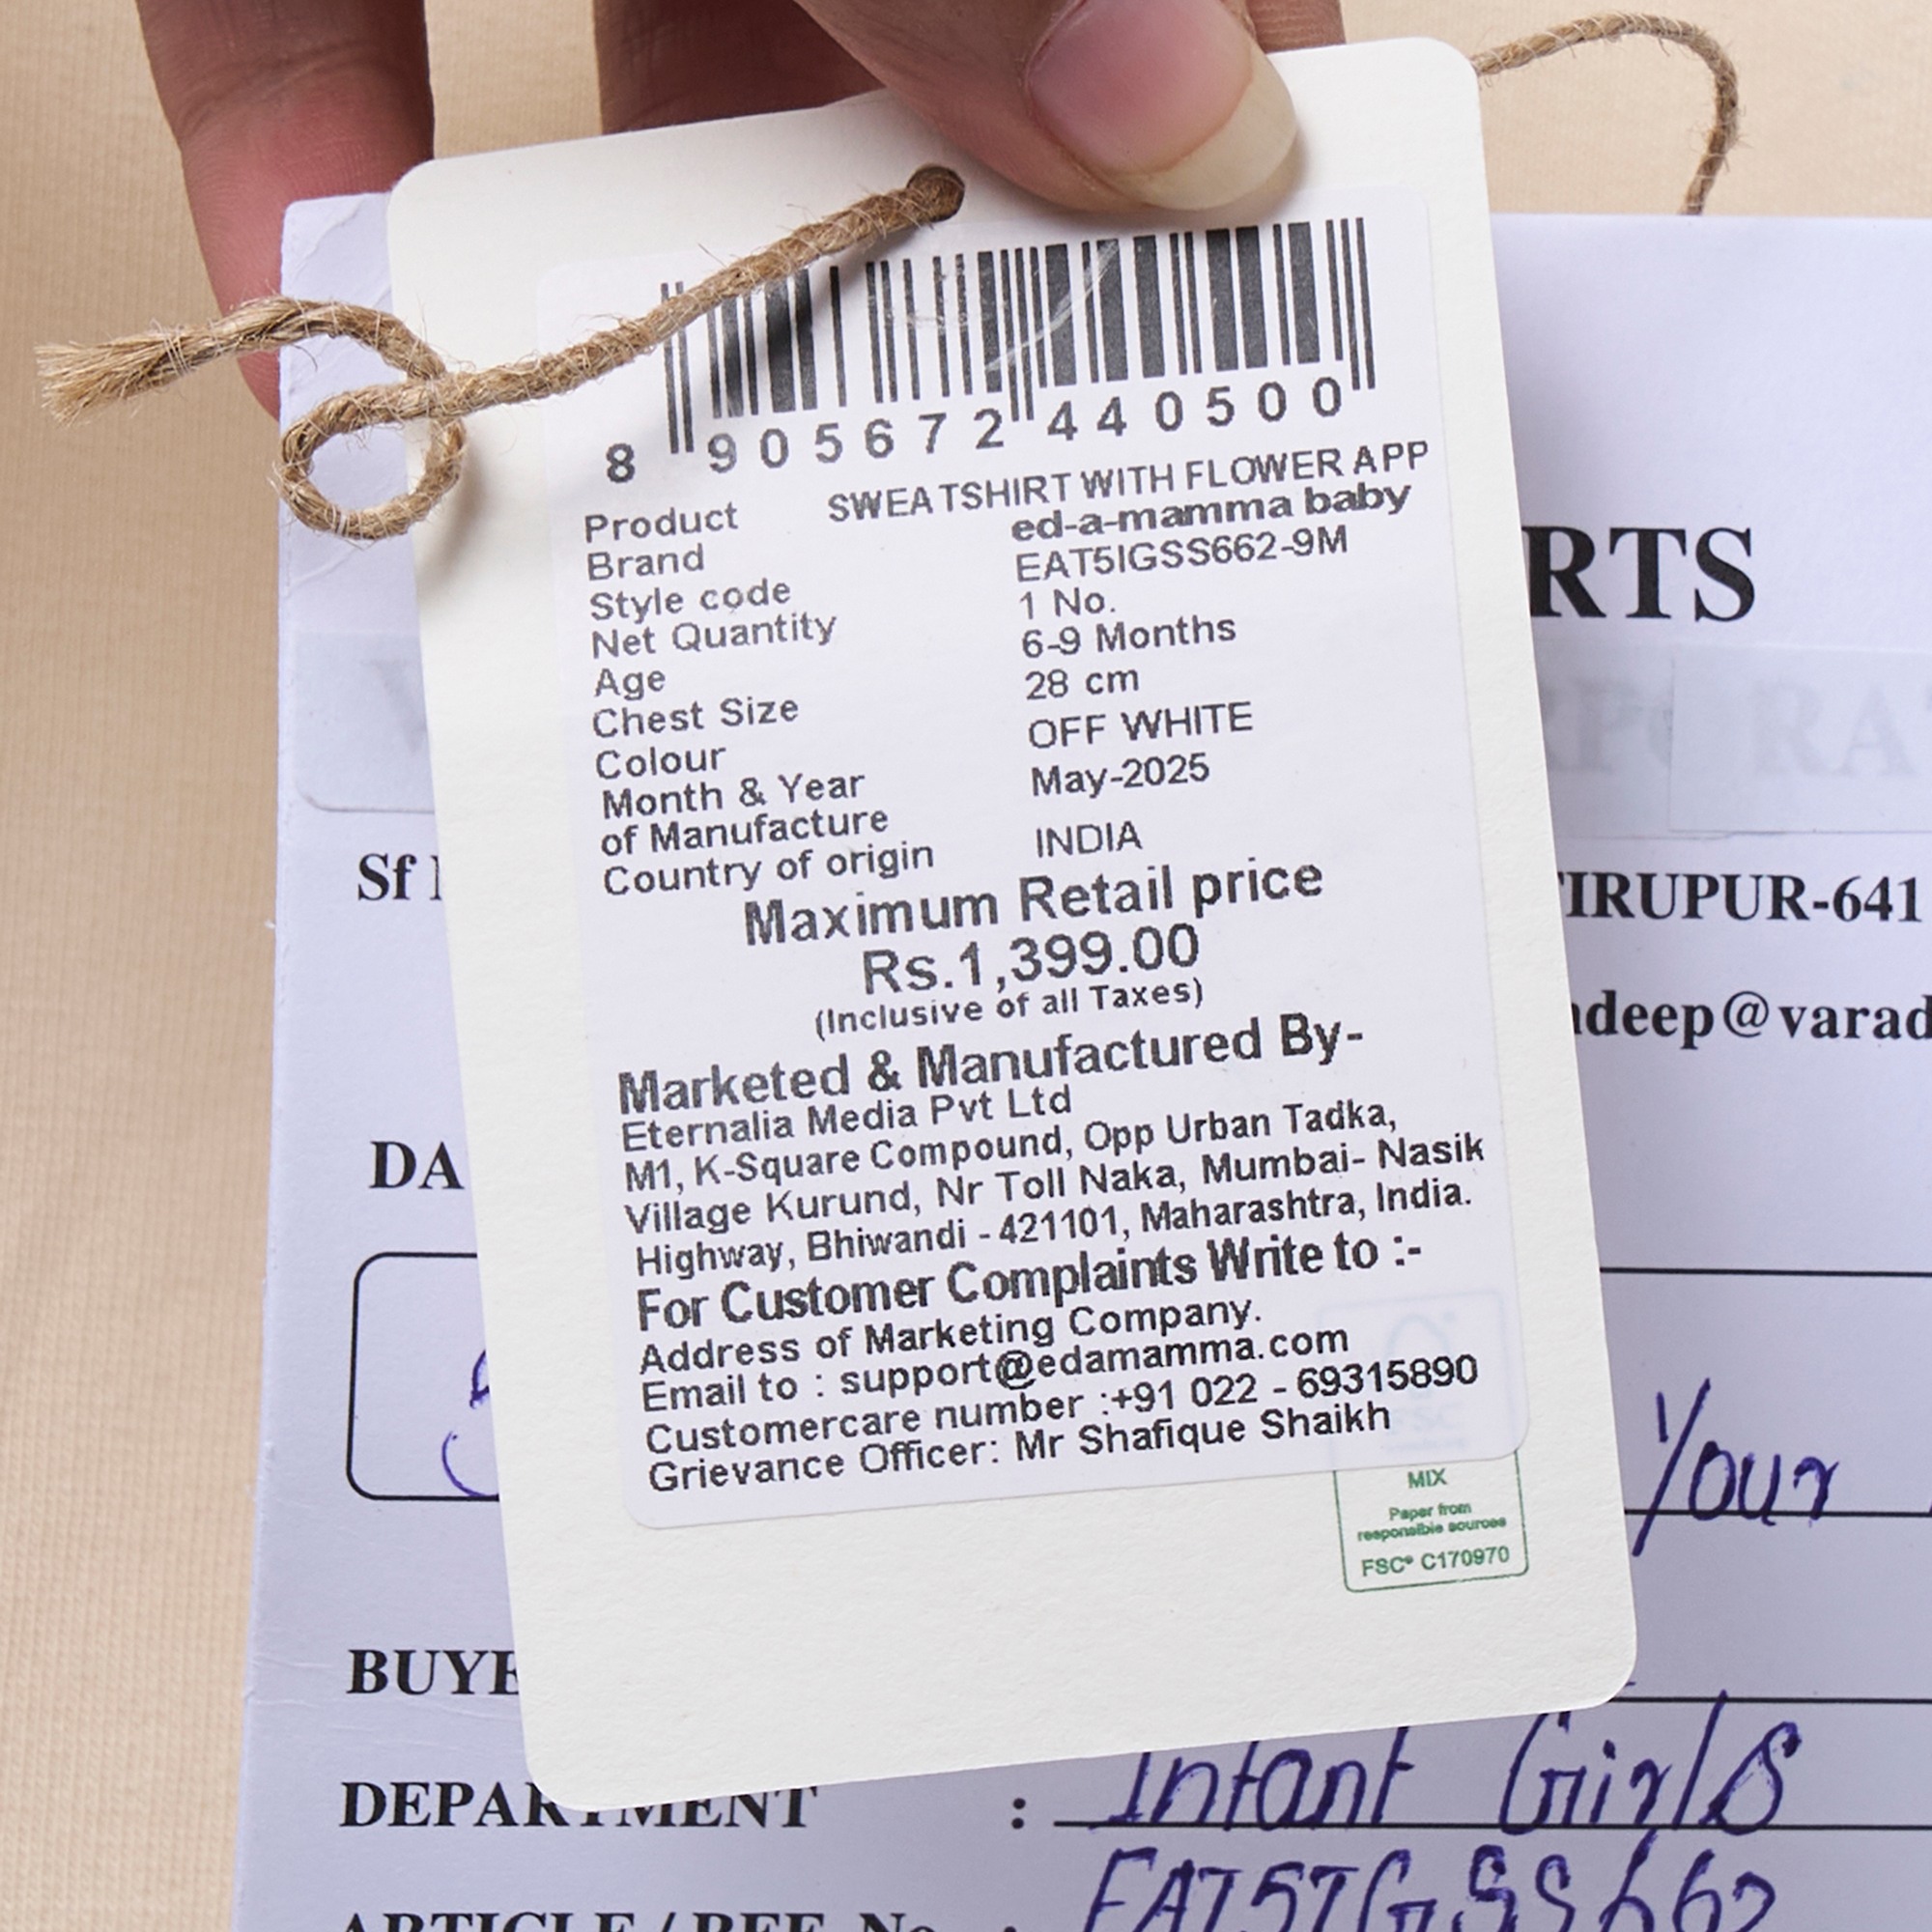 8 905672 440500
Product SWEATSHIRT WITH FLOWER APP
Brand ed-a-mamma baby
Style code EAT5IGSS662-9M
Net Quantity 1 No.
Age 6-9 Months
Chest Size 28 cm
Colour OFF WHITE
Month & Year May-2025
of Manufacture
Country of origin INDIA
Maximum Retail price
Rs.1,399.00
(Inclusive of all Taxes)
Marketed & Manufactured By-
Eternalia Media Pvt Ltd
M1, K-Square Compound, Opp Urban Tadka,
Village Kurund, Nr Toll Naka, Mumbai- Nasik
Highway, Bhiwandi - 421101, Maharashtra, India.
For Customer Complaints Write to :-
Address of Marketing Company.
Email to : support@edamamma.com
Customercare number :+91 022 - 69315890
Grievance Officer: Mr Shafique Shaikh
MIX
Paper from
responsible sources
FSC® C170970
RTS
Sf
TIRUPUR-641
deep@varad
DA
Your
BUYE
DEPARTMENT : Infant Girls
ARTICLE / REF. No : EAT5IGSS662